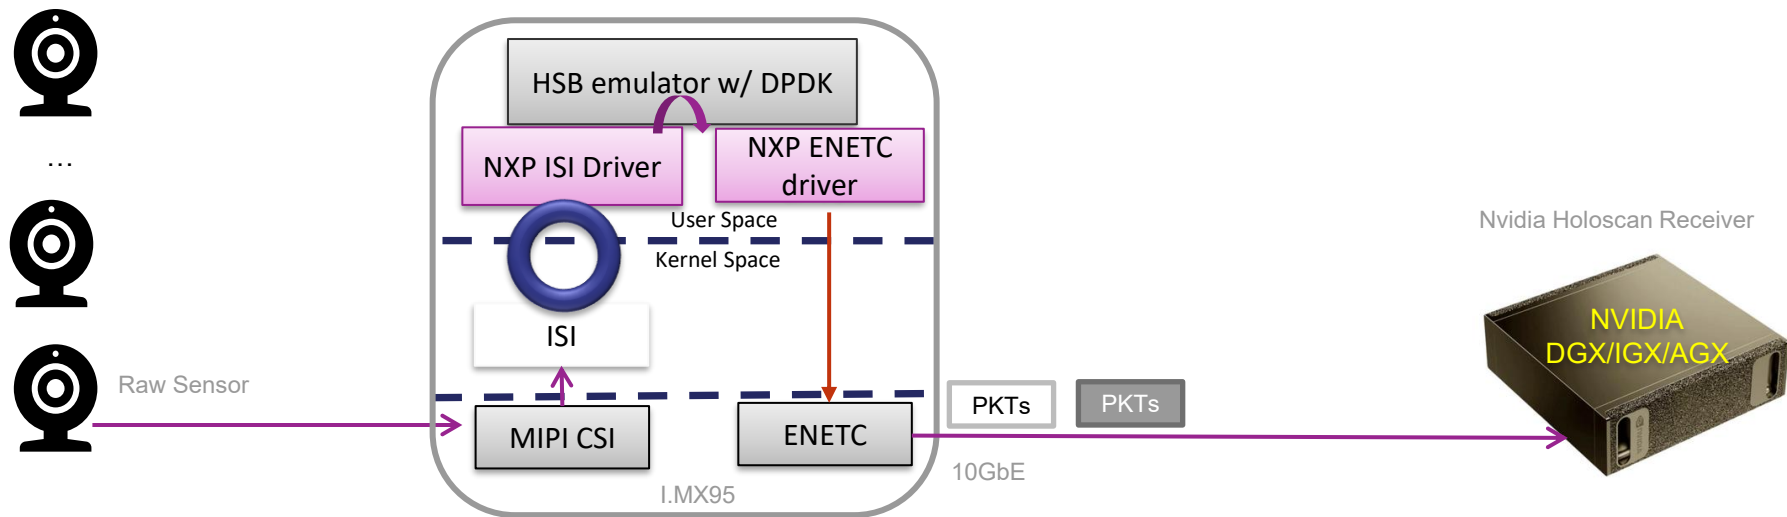 HSB emulator w/ DPDK
NXP ISI Driver
NXP ENETC
driver
...
User Space
Kernel Space
Nvidia Holoscan Receiver
ISI
NVIDIA
DGX/IGX/AGX
Raw Sensor
PKTs
PKTs
MIPI CSI
ENETC
10GbE
I.MX95